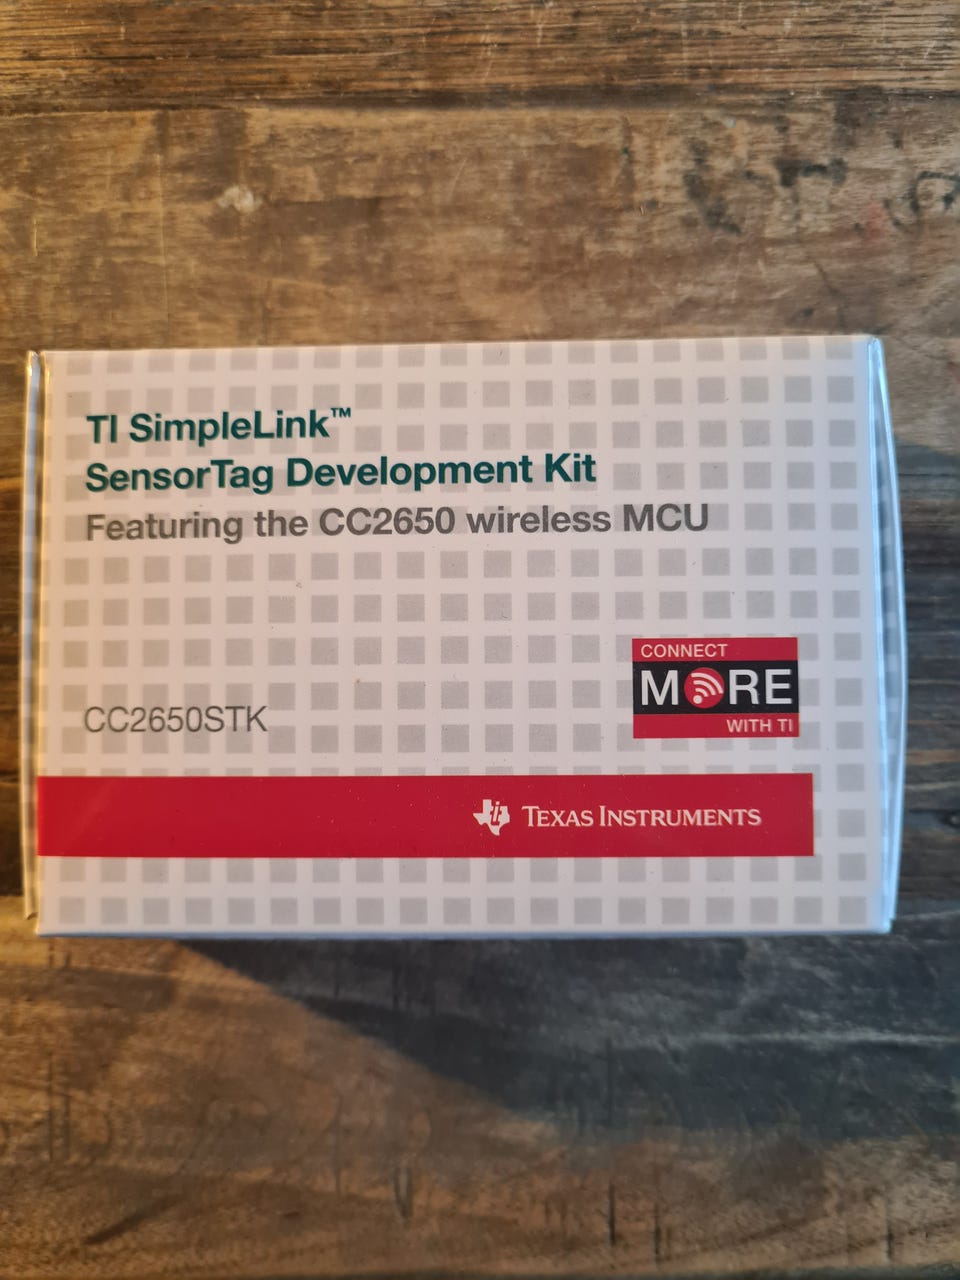 TI SimpleLink™
SensorTag Development Kit
Featuring the CC2650 wireless MCU
CONNECT
MORE
WITH TI
CC2650STK
TEXAS INSTRUMENTS